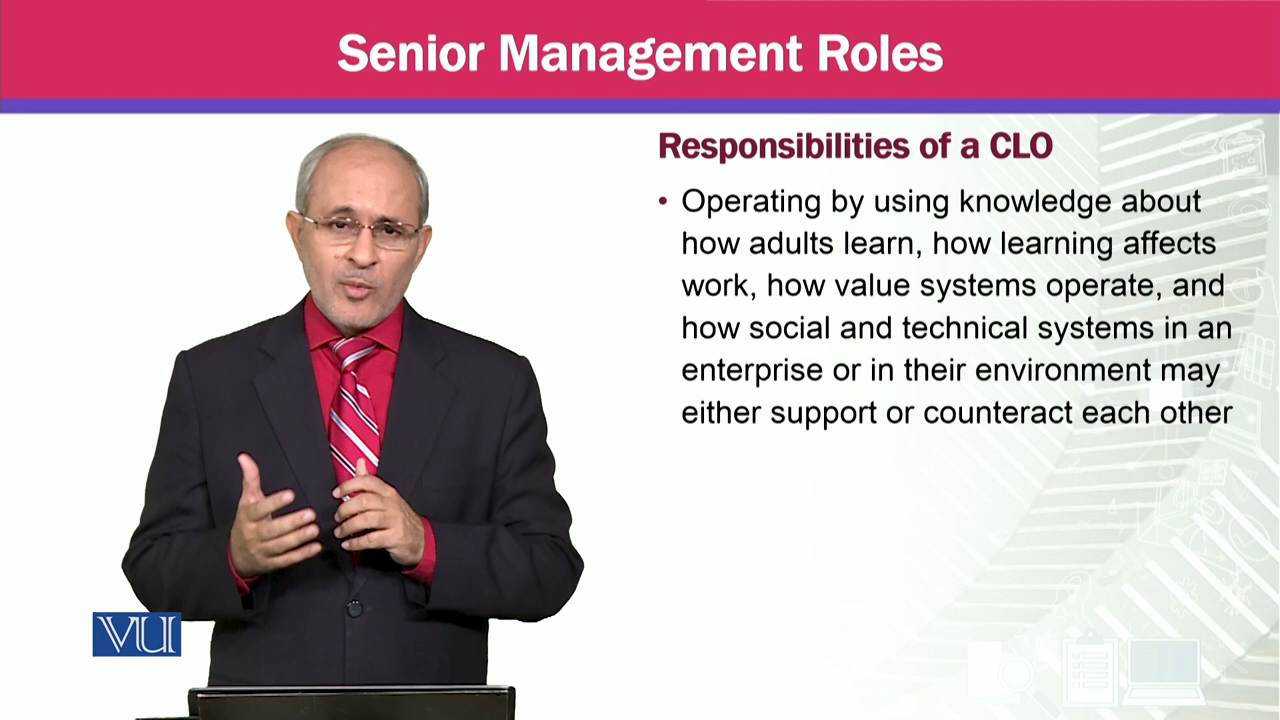 Senior Management Roles
Responsibilities of a CLO
• Operating by using knowledge about
how adults learn, how learning affects
work, how value systems operate, and
how social and technical systems in an
enterprise or in their environment may
either support or counteract each other
VU